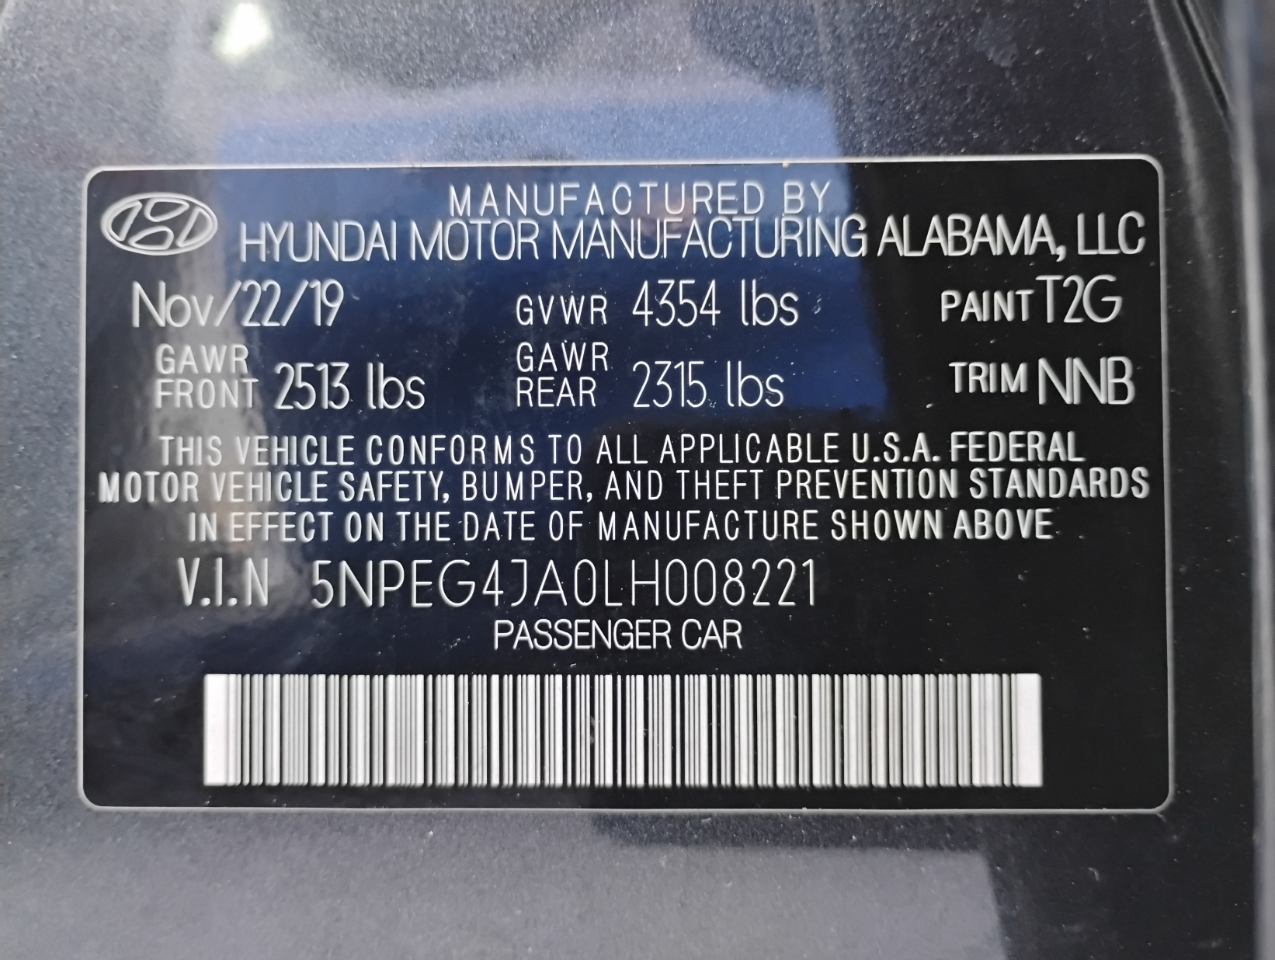 MANUFACTURED BY
HYUNDAI MOTOR MANUFACTURING ALABAMA, LLC
Nov/22/19 GVWR 4354 lbs PAINT T2G
GAWR FRONT 2513 lbs GAWR REAR 2315 lbs TRIM NNB
THIS VEHICLE CONFORMS TO ALL APPLICABLE U.S.A. FEDERAL
MOTOR VEHICLE SAFETY, BUMPER, AND THEFT PREVENTION STANDARDS
IN EFFECT ON THE DATE OF MANUFACTURE SHOWN ABOVE
V.I.N 5NPEG4JA0LH008221
PASSENGER CAR